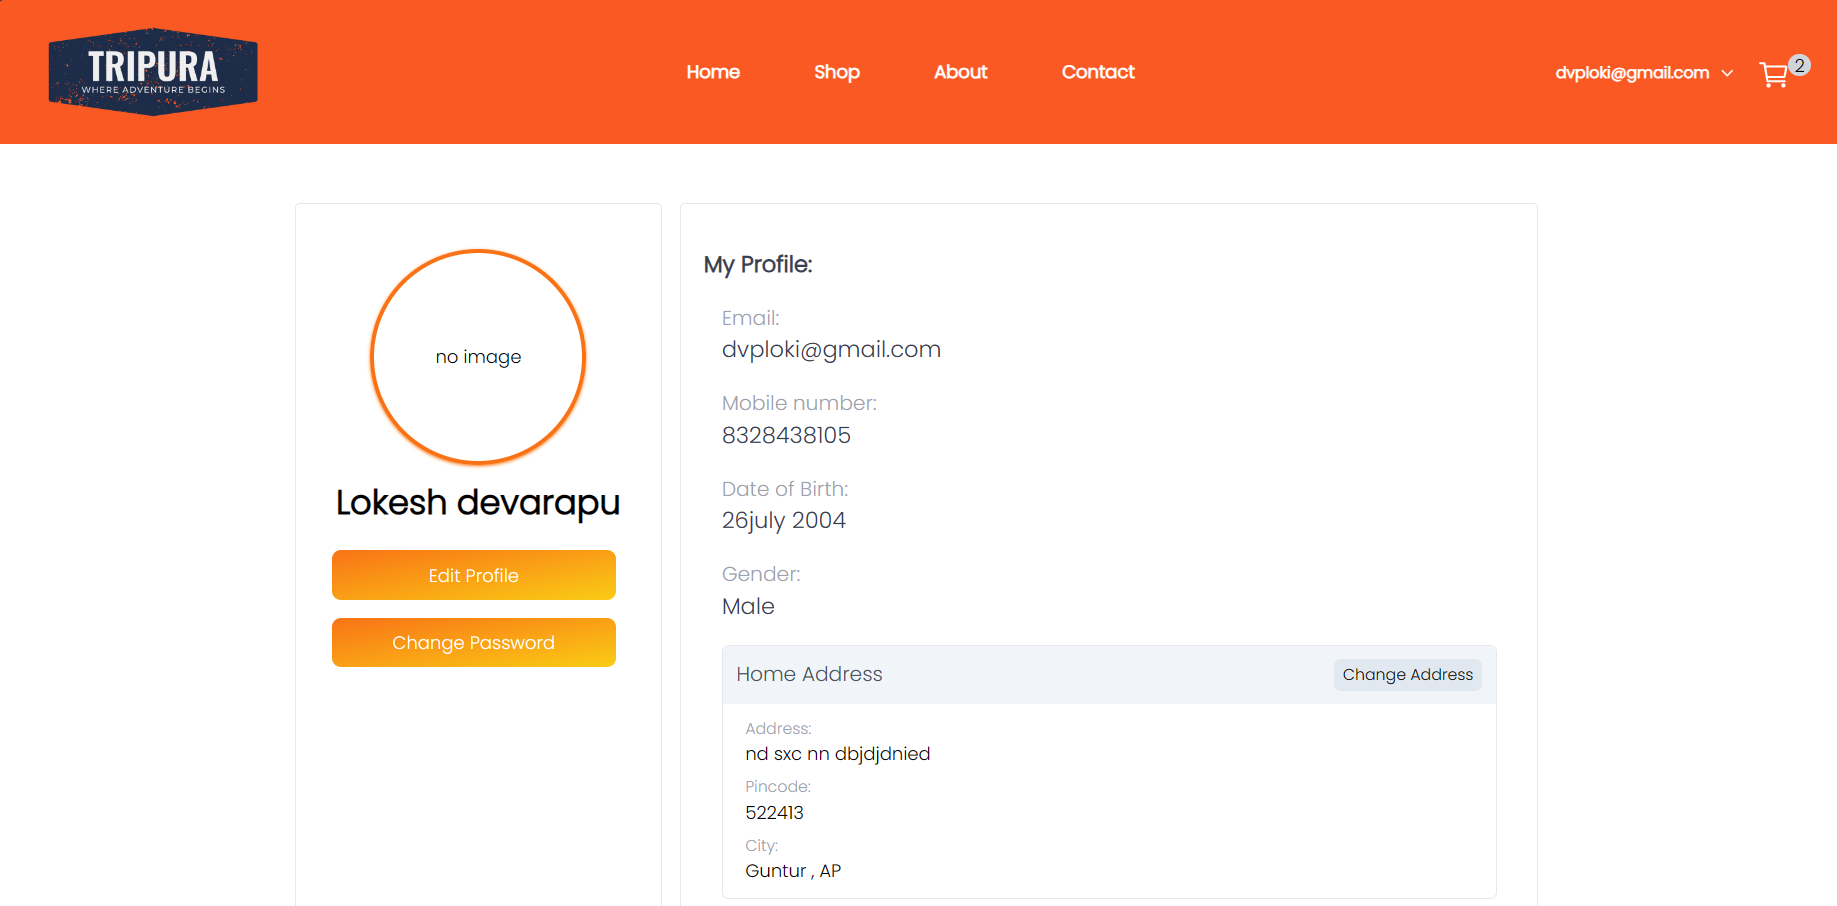 TRIPURA
WHERE ADVENTURE BEGINS
Home Shop About Contact
dvploki@gmail.com 2
no image
Lokesh devarapu
Edit Profile
Change Password
My Profile:
Email:
dvploki@gmail.com
Mobile number:
8328438105
Date of Birth:
26july 2004
Gender:
Male
Home Address Change Address
Address:
nd sxc nn dbjdjdnied
Pincode:
522413
City:
Guntur , AP